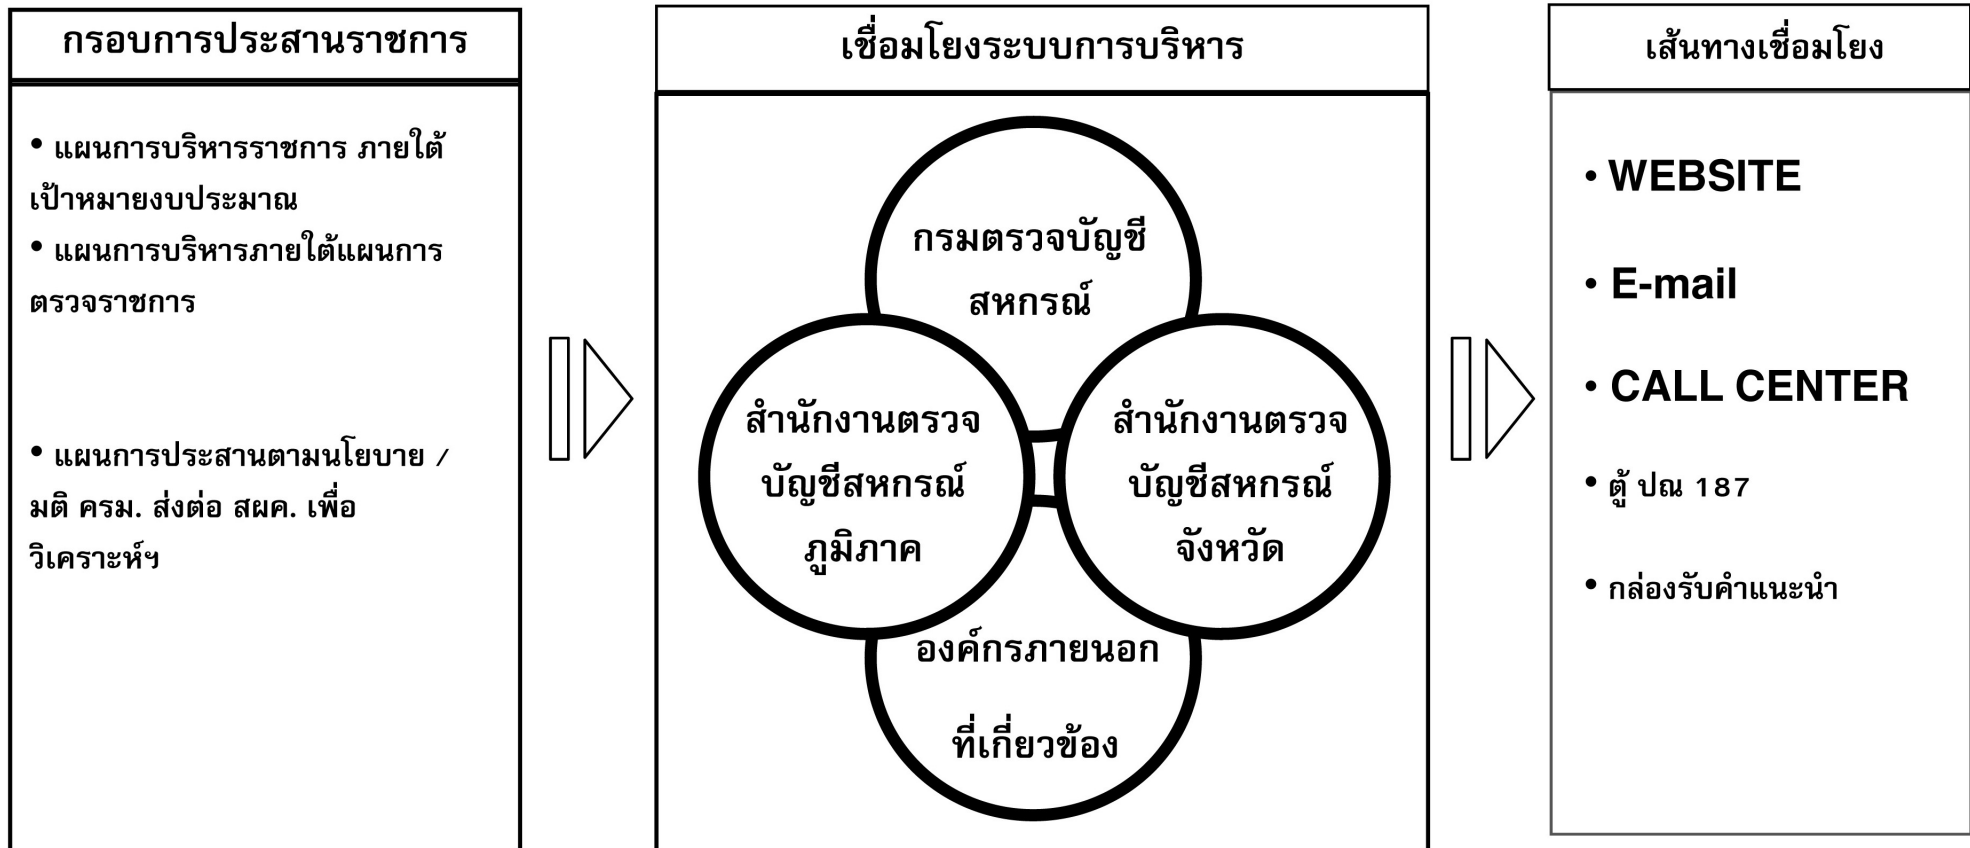 กรอบการประสานราชการ
• แผนการบริหารราชการ ภายใต้
เป้าหมายงบประมาณ
• แผนการบริหารภายใต้แผนการ
ตรวจราชการ
• แผนการประสานตามนโยบาย /
มติ ครม. ส่งต่อ สผค. เพื่อ
วิเคราะห์ฯ
เชื่อมโยงระบบการบริหาร
กรมตรวจบัญชี
สหกรณ์
สำนักงานตรวจ
บัญชีสหกรณ์
ภูมิภาค
สำนักงานตรวจ
บัญชีสหกรณ์
จังหวัด
องค์กรภายนอก
ที่เกี่ยวข้อง
เส้นทางเชื่อมโยง
• WEBSITE
• E-mail
• CALL CENTER
• ตู้ ปณ 187
• กล่องรับคำแนะนำ